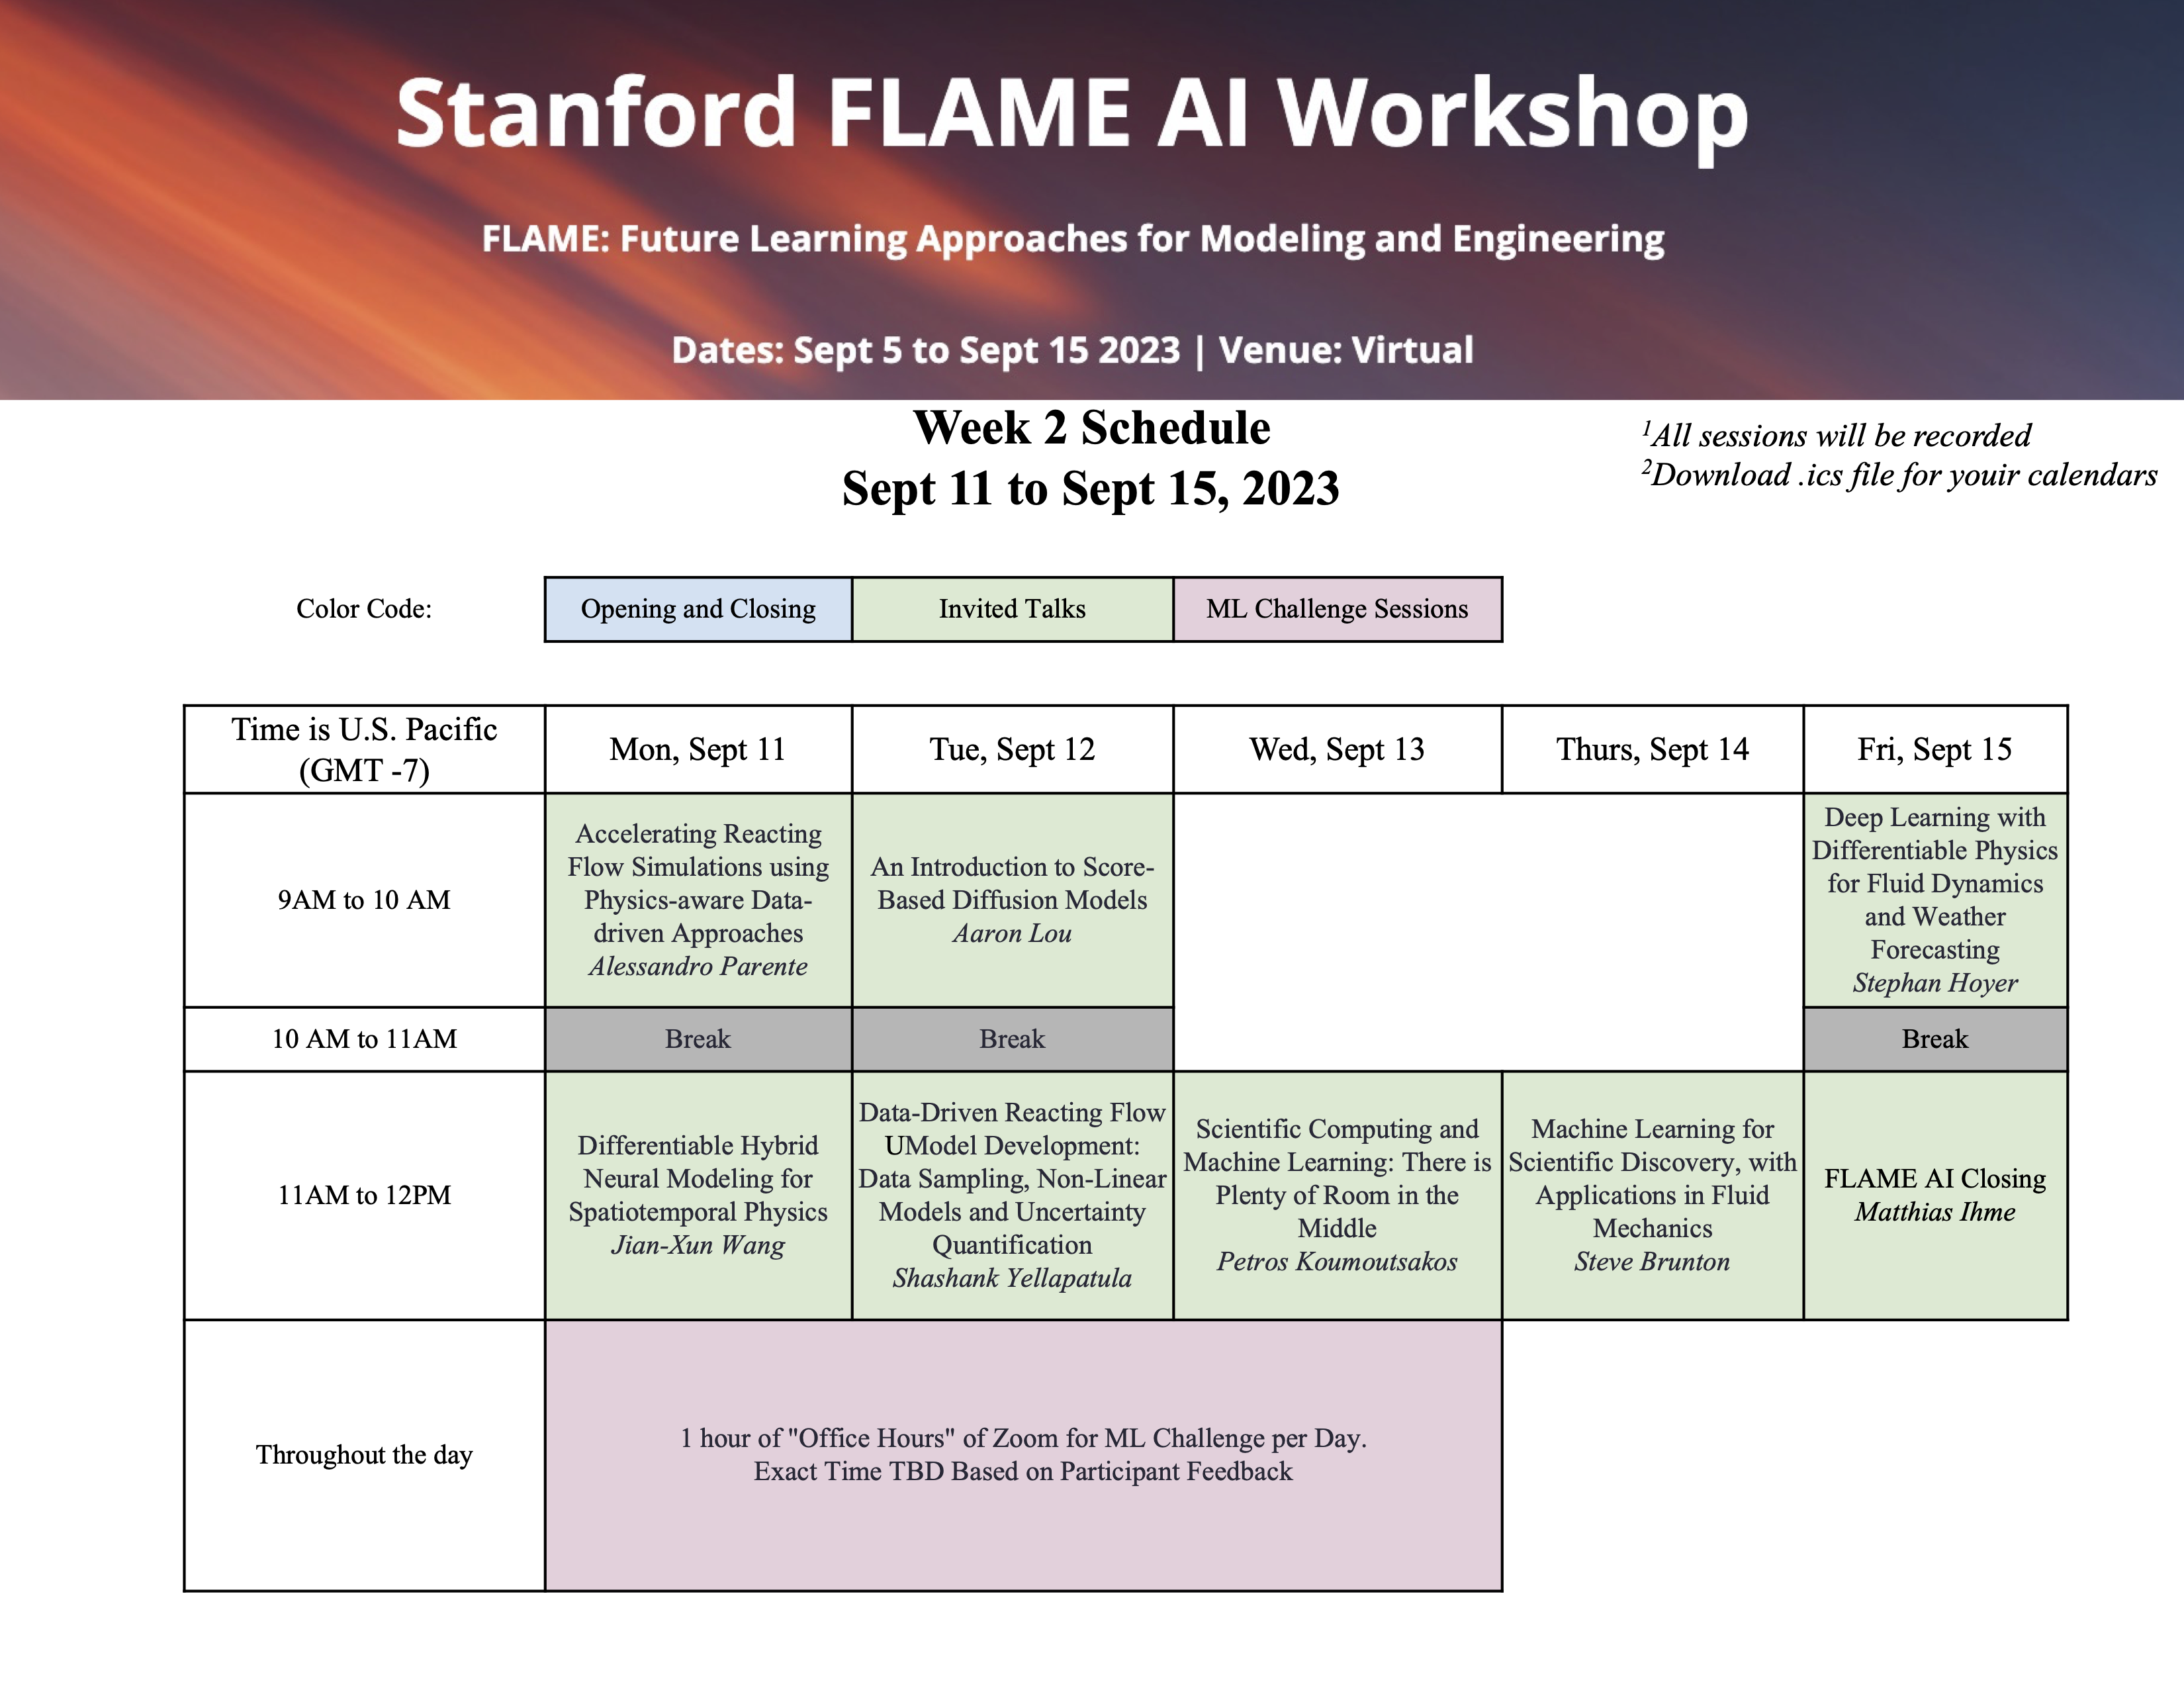 Stanford FLAME AI Workshop
FLAME: Future Learning Approaches for Modeling and Engineering
Dates: Sept 5 to Sept 15 2023 | Venue: Virtual
Week 2 Schedule
Sept 11 to Sept 15, 2023
¹All sessions will be recorded
²Download .ics file for youir calendars
Color Code:
Opening and Closing
Invited Talks
ML Challenge Sessions
Time is U.S. Pacific
(GMT -7)
Mon, Sept 11
Tue, Sept 12
Wed, Sept 13
Thurs, Sept 14
Fri, Sept 15
9AM to 10 AM
Accelerating Reacting
Flow Simulations using
Physics-aware Data-
driven Approaches
Alessandro Parente
An Introduction to Score-
Based Diffusion Models
Aaron Lou
Deep Learning with
Differentiable Physics
for Fluid Dynamics
and Weather
Forecasting
Stephan Hoyer
10 AM to 11AM
Break
Break
Break
11AM to 12PM
Differentiable Hybrid
Neural Modeling for
Spatiotemporal Physics
Jian-Xun Wang
Data-Driven Reacting Flow
UModel Development:
Data Sampling, Non-Linear
Models and Uncertainty
Quantification
Shashank Yellapatula
Scientific Computing and
Machine Learning: There is
Plenty of Room in the
Middle
Petros Koumoutsakos
Machine Learning for
Scientific Discovery, with
Applications in Fluid
Mechanics
Steve Brunton
FLAME AI Closing
Matthias Ihme
Throughout the day
1 hour of "Office Hours" of Zoom for ML Challenge per Day.
Exact Time TBD Based on Participant Feedback